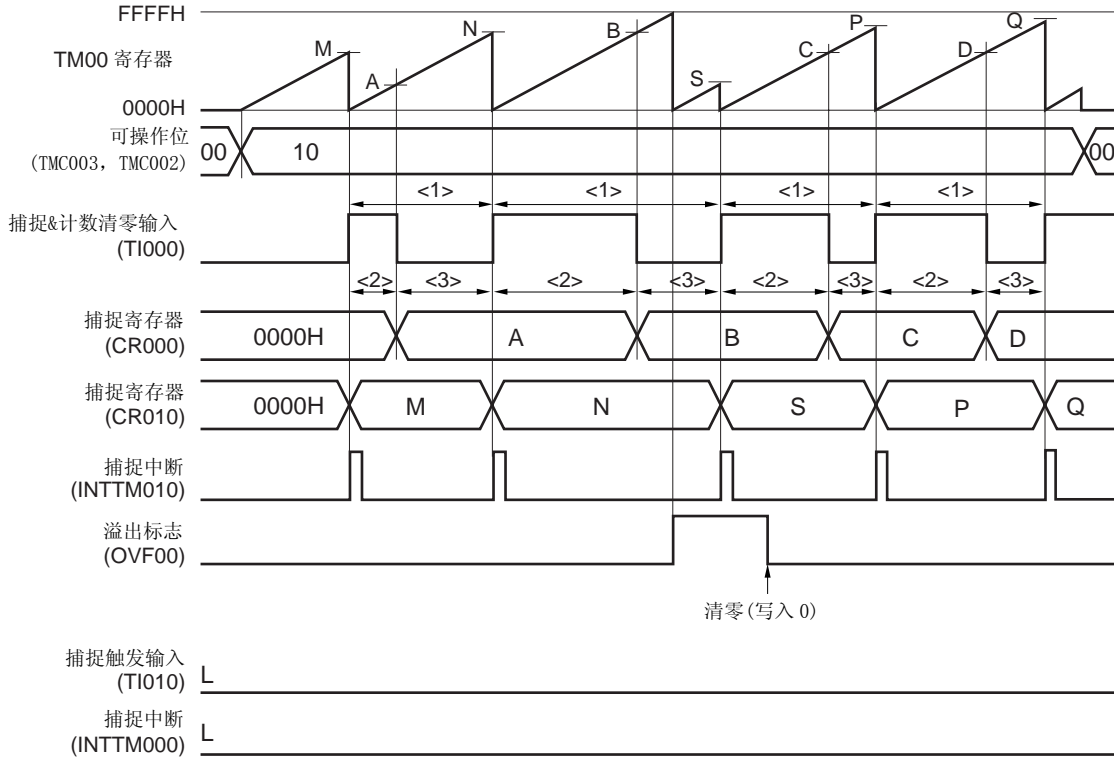 FFFFH
TM00 寄存器
0000H
M A N B S C P D Q
可操作位
(TMC003，TMC002)
00 10 00
<1> <1> <1> <1>
捕捉&计数清零输入
(TI000)
<2> <3> <2> <3> <2> <3> <2> <3>
捕捉寄存器
(CR000)
0000H A B C D
捕捉寄存器
(CR010)
0000H M N S P Q
捕捉中断
(INTTM010)
溢出标志
(OVF00)
清零(写入 0)
捕捉触发输入
(TI010)
L
捕捉中断
(INTTM000)
L